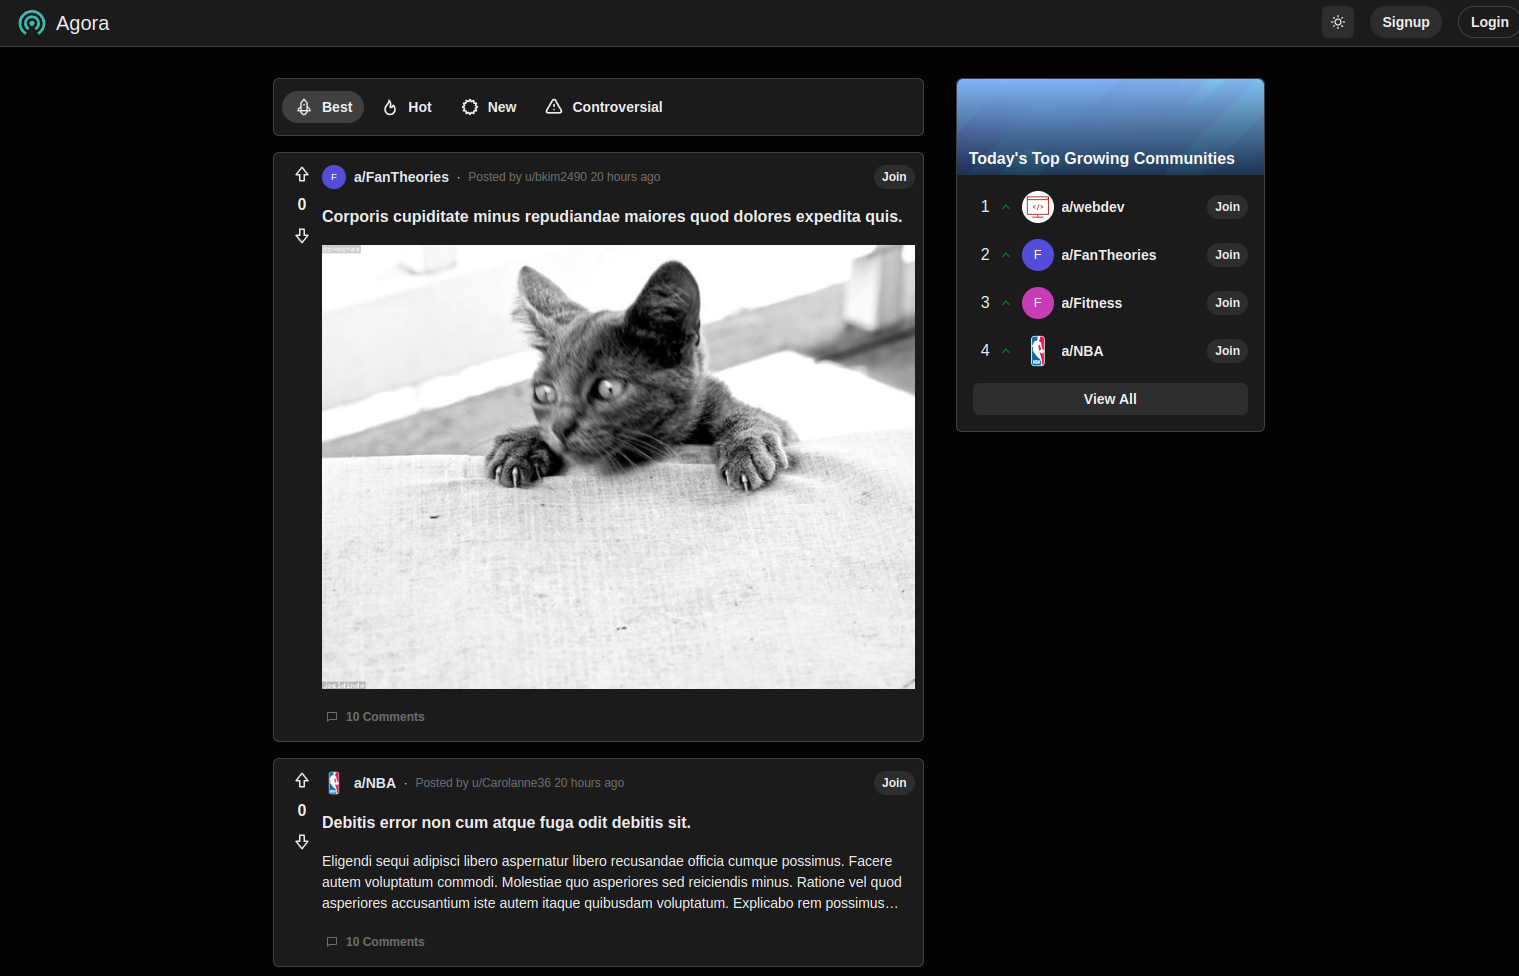 Agora
Signup
Login
Best
Hot
New
Controversial
F
a/FanTheories · Posted by u/bkim2490 20 hours ago
Join
0
Corporis cupiditate minus repudiandae maiores quod dolores expedita quis.
10 Comments
a/NBA · Posted by u/Carolanne36 20 hours ago
Join
0
Debitis error non cum atque fuga odit debitis sit.
Eligendi sequi adipisci libero aspernatur libero recusandae officia cumque possimus. Facere
autem voluptatum commodi. Molestiae quo asperiores sed reiciendis minus. Ratione vel quod
asperiores accusantium iste autem itaque quibusdam voluptatum. Explicabo rem possimus…
10 Comments
Today's Top Growing Communities
1 </> a/webdev Join
2 F a/FanTheories Join
3 F a/Fitness Join
4 a/NBA Join
View All